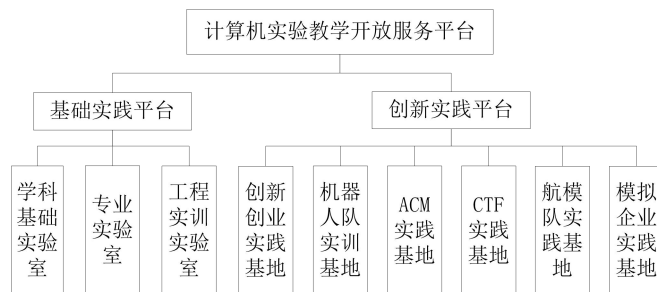 计算机实验教学开放服务平台
基础实践平台
创新实践平台
学科
基础
实验
室
专业
实验
室
工程
实训
实验
室
创新
创业
实践
基地
机器
人队
实训
基地
ACM
实践
基地
CTF
实践
基地
航模
队实
践基
地
模拟
企业
实践
基地